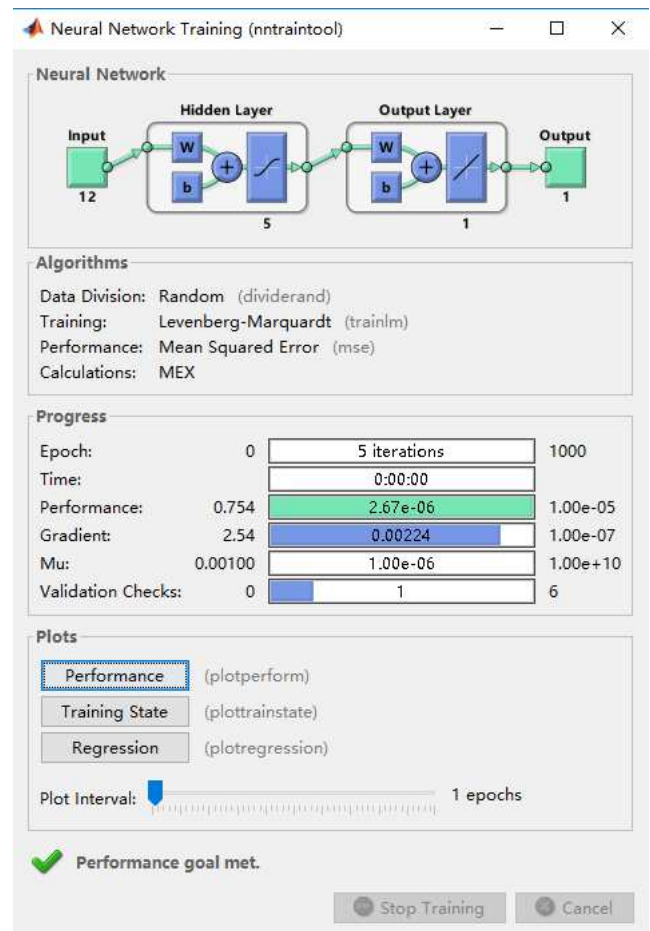 Neural Network Training (nntraintool)
Neural Network
Hidden Layer
Output Layer
Input
Output
W
b
W
b
12
5
1
1
Algorithms
Data Division: Random (dividerand)
Training: Levenberg-Marquardt (trainlm)
Performance: Mean Squared Error (mse)
Calculations: MEX
Progress
Epoch: 0 5 iterations 1000
Time: 0:00:00
Performance: 0.754 2.67e-06 1.00e-05
Gradient: 2.54 0.00224 1.00e-07
Mu: 0.00100 1.00e-06 1.00e+10
Validation Checks: 0 1 6
Plots
Performance (plotperform)
Training State (plottrainstate)
Regression (plotregression)
Plot Interval: 1 epochs
Performance goal met.
Stop Training Cancel